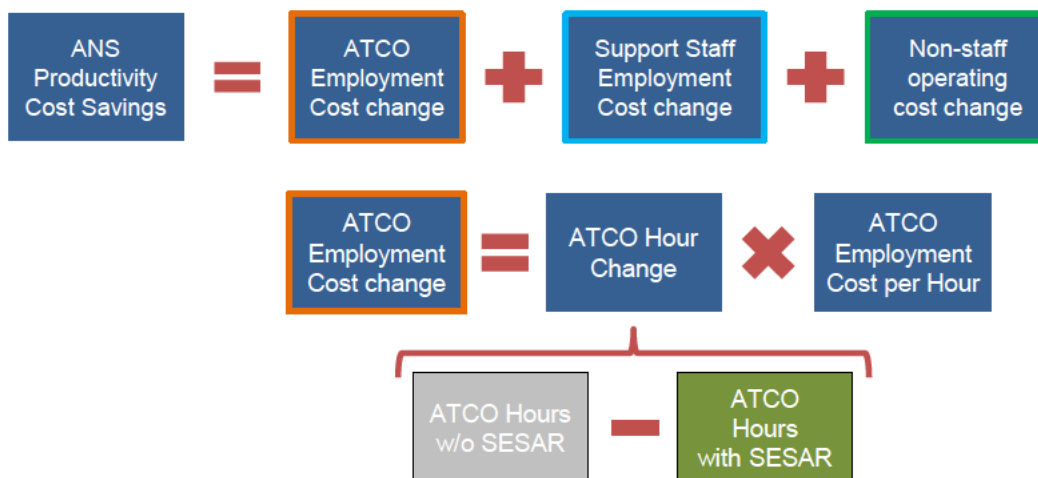 ANS
Productivity
Cost Savings
ATCO
Employment
Cost change
Support Staff
Employment
Cost change
Non-staff
operating
cost change
ATCO
Employment
Cost change
ATCO Hour
Change
ATCO
Employment
Cost per Hour
ATCO Hours
w/o SESAR
ATCO
Hours
with SESAR